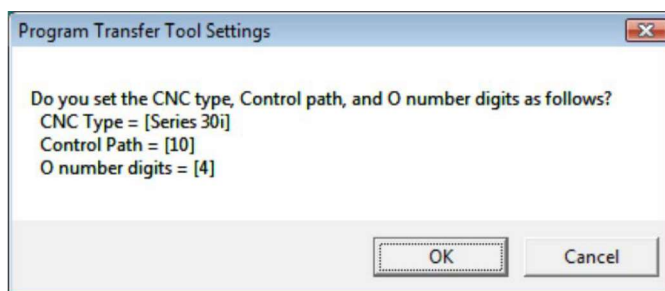 Program Transfer Tool Settings
Do you set the CNC type, Control path, and O number digits as follows?
CNC Type = [Series 30i]
Control Path = [10]
O number digits = [4]
OK
Cancel